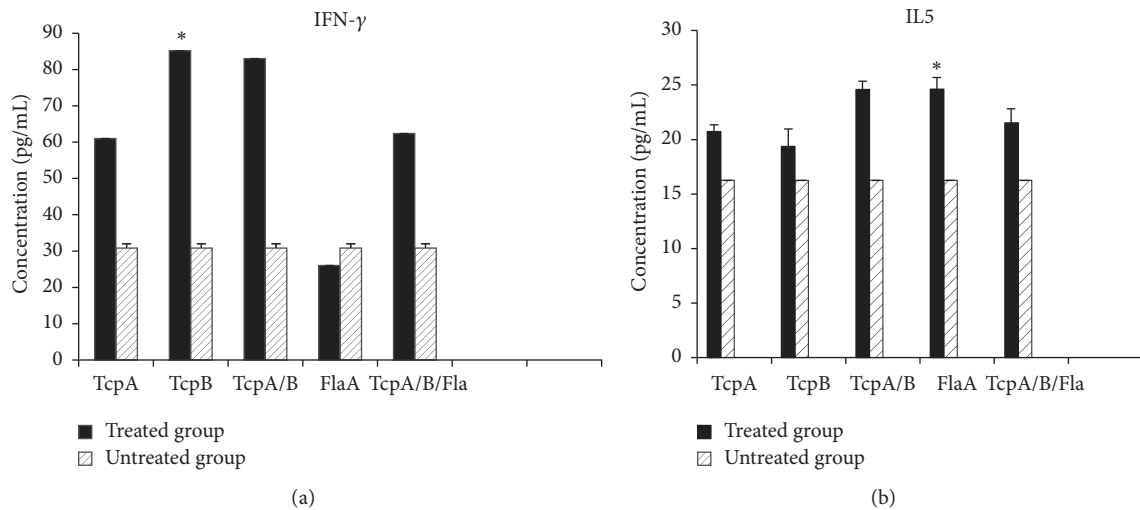 IFN-γ
Concentration (pg/mL)
90
80
70
60
50
40
30
20
10
0
*
TcpA TcpB TcpA/B FlaA TcpA/B/Fla
Treated group
Untreated group
(a)
IL5
Concentration (pg/mL)
30
25
20
15
10
5
0
*
TcpA TcpB TcpA/B FlaA TcpA/B/Fla
Treated group
Untreated group
(b)